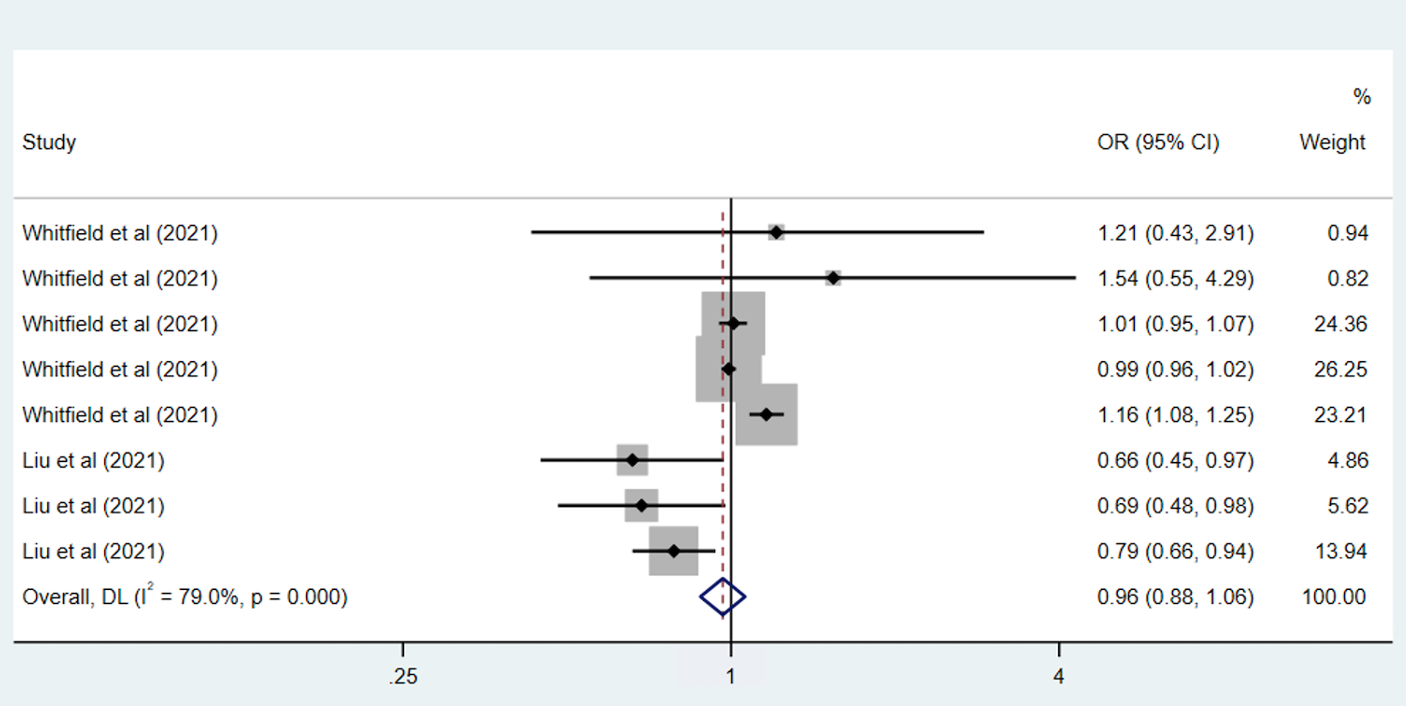 %
Study OR (95% CI) Weight
Whitfield et al (2021) 1.21 (0.43, 2.91) 0.94
Whitfield et al (2021) 1.54 (0.55, 4.29) 0.82
Whitfield et al (2021) 1.01 (0.95, 1.07) 24.36
Whitfield et al (2021) 0.99 (0.96, 1.02) 26.25
Whitfield et al (2021) 1.16 (1.08, 1.25) 23.21
Liu et al (2021) 0.66 (0.45, 0.97) 4.86
Liu et al (2021) 0.69 (0.48, 0.98) 5.62
Liu et al (2021) 0.79 (0.66, 0.94) 13.94
Overall, DL (I² = 79.0%, p = 0.000) 0.96 (0.88, 1.06) 100.00
.25 1 4